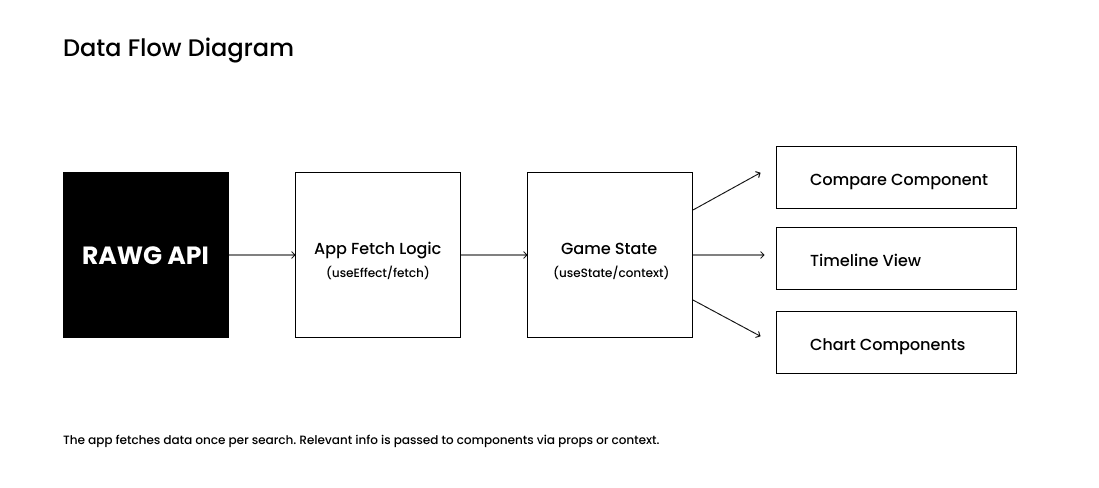 Data Flow Diagram
RAWG API
App Fetch Logic
(useEffect/fetch)
Game State
(useState/context)
Compare Component
Timeline View
Chart Components
The app fetches data once per search. Relevant info is passed to components via props or context.